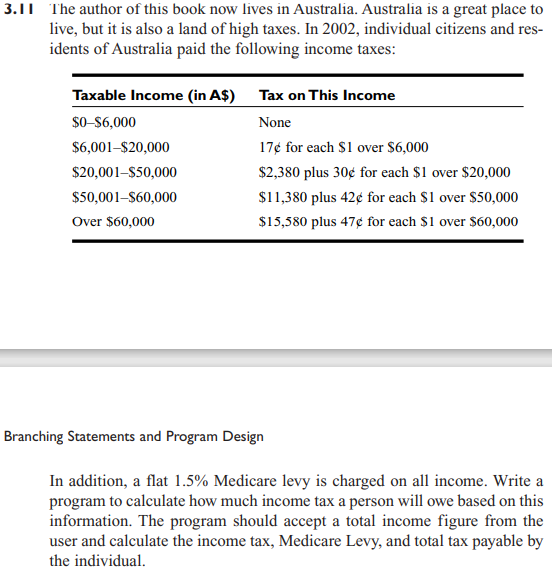 3.11 The author of this book now lives in Australia. Australia is a great place to
live, but it is also a land of high taxes. In 2002, individual citizens and res-
idents of Australia paid the following income taxes:
Taxable Income (in A$) Tax on This Income
$0–$6,000 None
$6,001–$20,000 17¢ for each $1 over $6,000
$20,001–$50,000 $2,380 plus 30¢ for each $1 over $20,000
$50,001–$60,000 $11,380 plus 42¢ for each $1 over $50,000
Over $60,000 $15,580 plus 47¢ for each $1 over $60,000
Branching Statements and Program Design
In addition, a flat 1.5% Medicare levy is charged on all income. Write a
program to calculate how much income tax a person will owe based on this
information. The program should accept a total income figure from the
user and calculate the income tax, Medicare Levy, and total tax payable by
the individual.